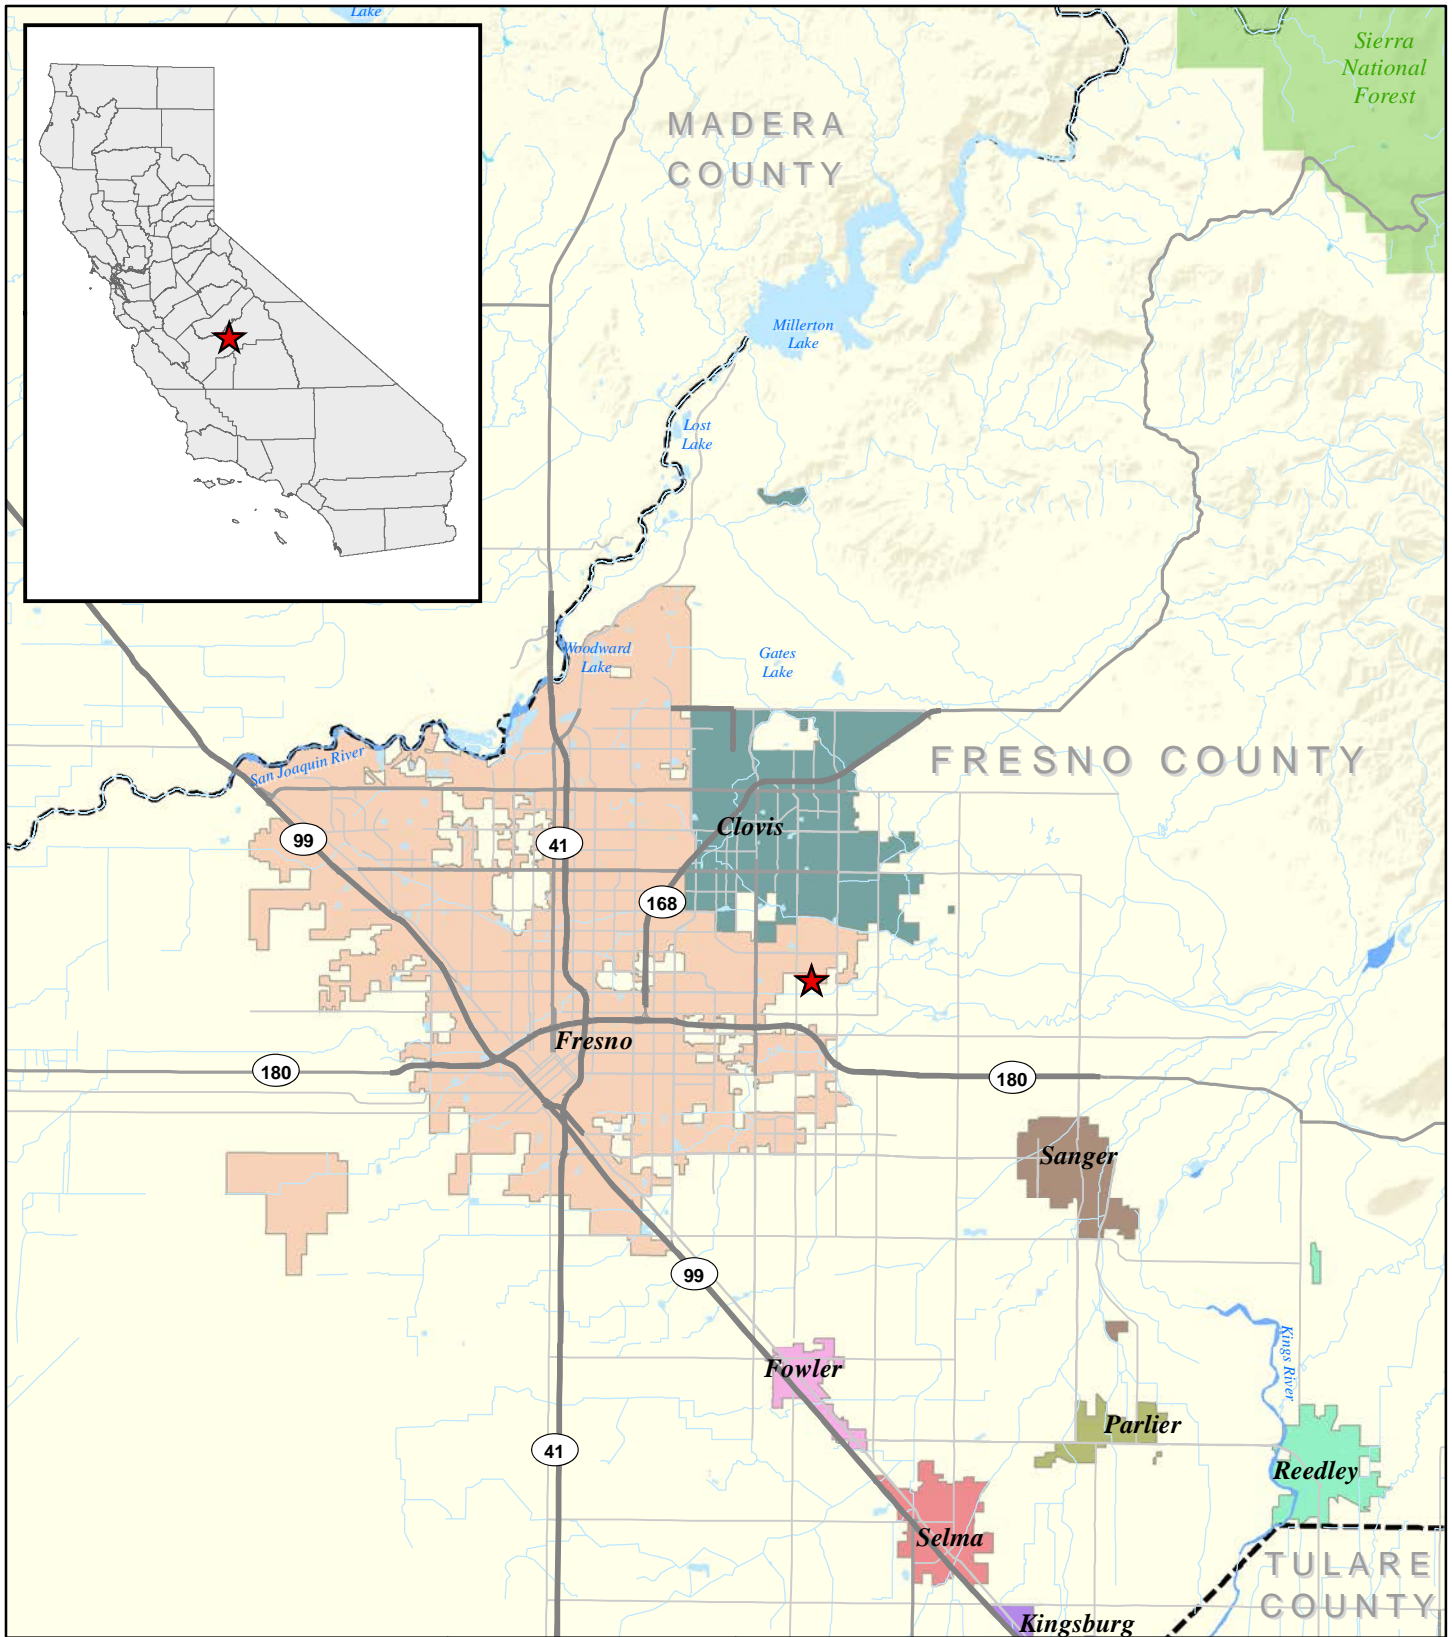 Lake
Sierra
National
Forest
MADERA
COUNTY
Millerton
Lake
Lost
Lake
Woodward
Lake
Gates
Lake
San Joaquin River
FRESNO COUNTY
Clovis
99
41
168
Fresno
180
180
Sanger
99
Kings River
Fowler
Parlier
41
Reedley
Selma
TULARE
COUNTY
Kingsburg